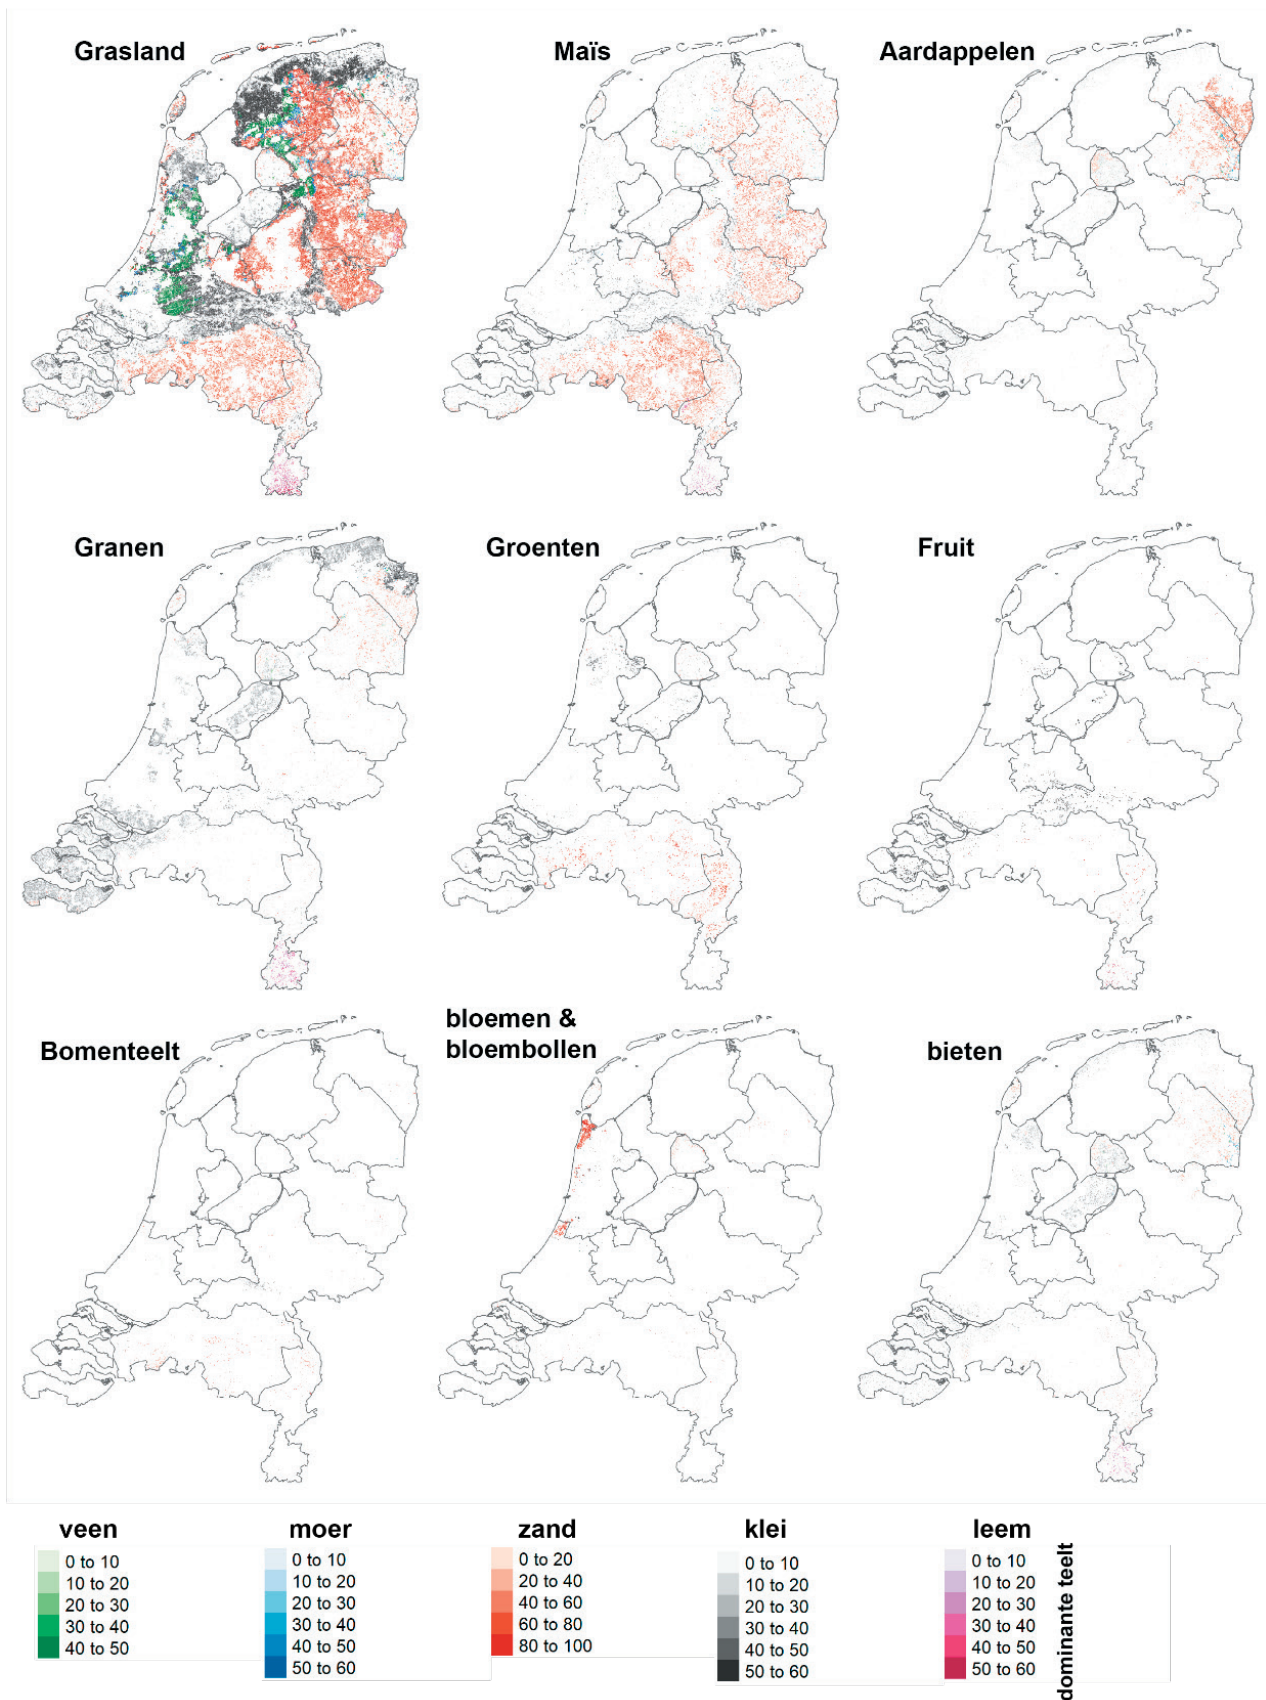 Grasland
Maïs
Aardappelen
Granen
Groenten
Fruit
Bomenteelt
bloemen &
bloembollen
bieten
veen
0 to 10
10 to 20
20 to 30
30 to 40
40 to 50
moer
0 to 10
10 to 20
20 to 30
30 to 40
40 to 50
50 to 60
zand
0 to 20
20 to 40
40 to 60
60 to 80
80 to 100
klei
0 to 10
10 to 20
20 to 30
30 to 40
40 to 50
50 to 60
leem
0 to 10
10 to 20
20 to 30
30 to 40
40 to 50
50 to 60
dominante teelt